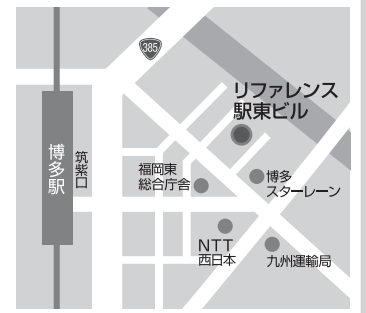 385
リファレンス
駅東ビル
博多駅
筑紫口
福岡東
総合庁舎
博多
スターレーン
NTT
西日本
九州運輸局